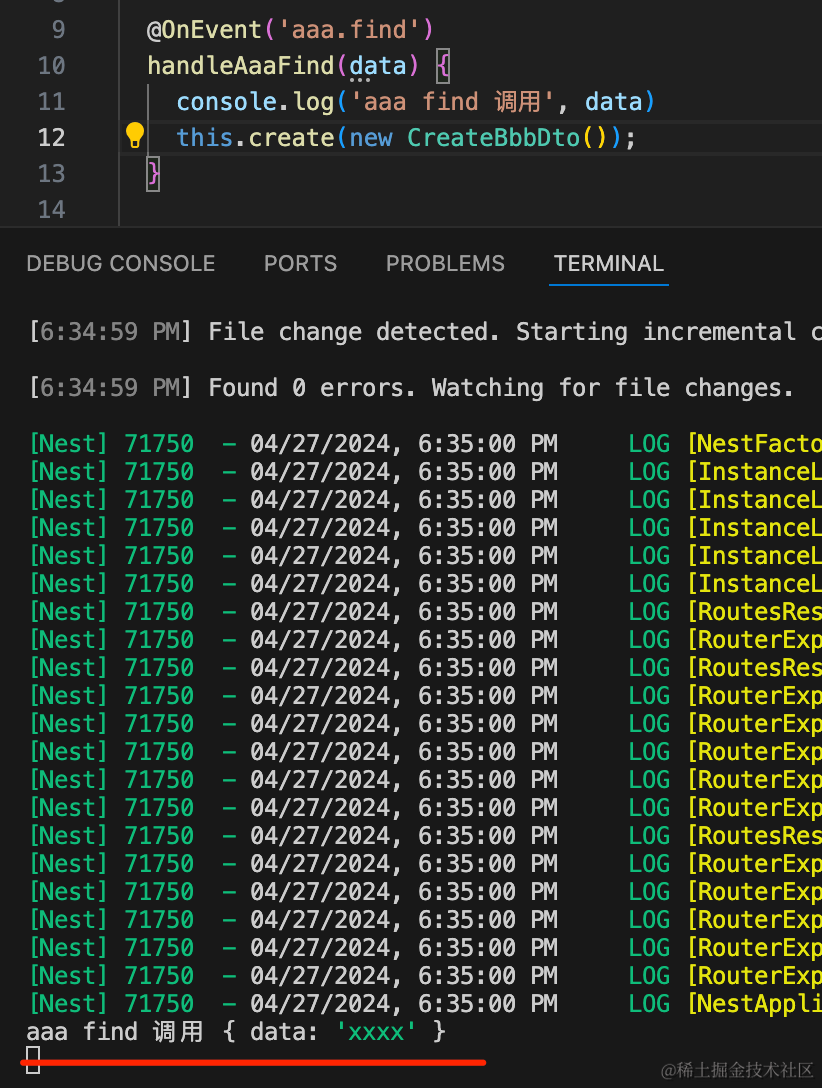 9 @OnEvent('aaa.find')
10 handleAaaFind(data) {
11 console.log('aaa find 调用', data)
12 this.create(new CreateBbbDto());
13 }
14
DEBUG CONSOLE PORTS PROBLEMS TERMINAL
[6:34:59 PM] File change detected. Starting incremental c
[6:34:59 PM] Found 0 errors. Watching for file changes.
[Nest] 71750 - 04/27/2024, 6:35:00 PM LOG [NestFacto
[Nest] 71750 - 04/27/2024, 6:35:00 PM LOG [InstanceL
[Nest] 71750 - 04/27/2024, 6:35:00 PM LOG [InstanceL
[Nest] 71750 - 04/27/2024, 6:35:00 PM LOG [InstanceL
[Nest] 71750 - 04/27/2024, 6:35:00 PM LOG [InstanceL
[Nest] 71750 - 04/27/2024, 6:35:00 PM LOG [InstanceL
[Nest] 71750 - 04/27/2024, 6:35:00 PM LOG [RoutesRes
[Nest] 71750 - 04/27/2024, 6:35:00 PM LOG [RouterExp
[Nest] 71750 - 04/27/2024, 6:35:00 PM LOG [RoutesRes
[Nest] 71750 - 04/27/2024, 6:35:00 PM LOG [RouterExp
[Nest] 71750 - 04/27/2024, 6:35:00 PM LOG [RouterExp
[Nest] 71750 - 04/27/2024, 6:35:00 PM LOG [RouterExp
[Nest] 71750 - 04/27/2024, 6:35:00 PM LOG [RouterExp
[Nest] 71750 - 04/27/2024, 6:35:00 PM LOG [RouterExp
[Nest] 71750 - 04/27/2024, 6:35:00 PM LOG [RoutesRes
[Nest] 71750 - 04/27/2024, 6:35:00 PM LOG [RouterExp
[Nest] 71750 - 04/27/2024, 6:35:00 PM LOG [RouterExp
[Nest] 71750 - 04/27/2024, 6:35:00 PM LOG [RouterExp
[Nest] 71750 - 04/27/2024, 6:35:00 PM LOG [RouterExp
[Nest] 71750 - 04/27/2024, 6:35:00 PM LOG [RouterExp
[Nest] 71750 - 04/27/2024, 6:35:00 PM LOG [NestAppli
aaa find 调用 { data: 'xxxx' }
@稀土掘金技术社区